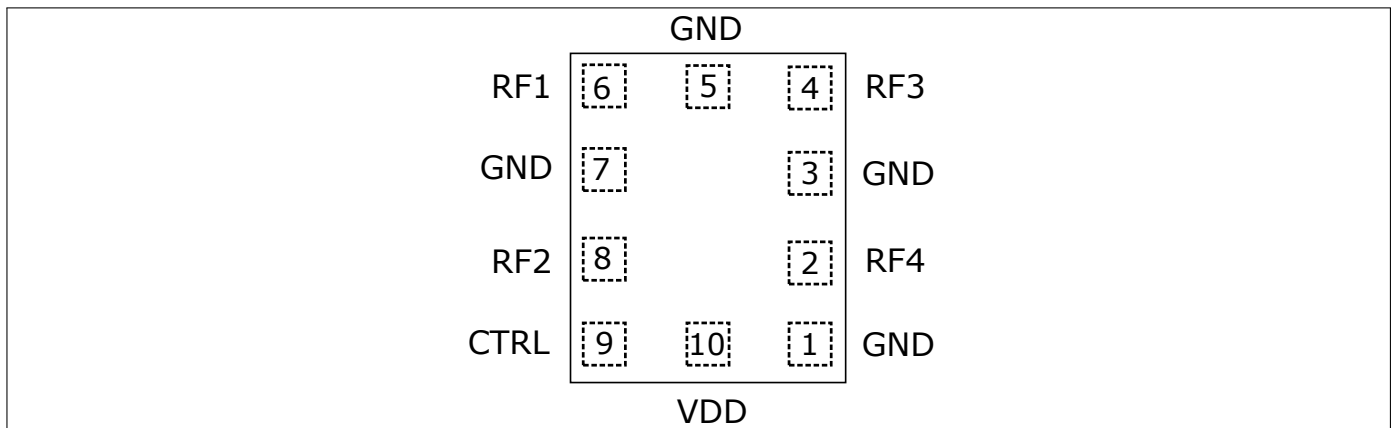 GND
RF1 6 5 4 RF3
GND 7 3 GND
RF2 8 2 RF4
CTRL 9 10 1 GND
VDD